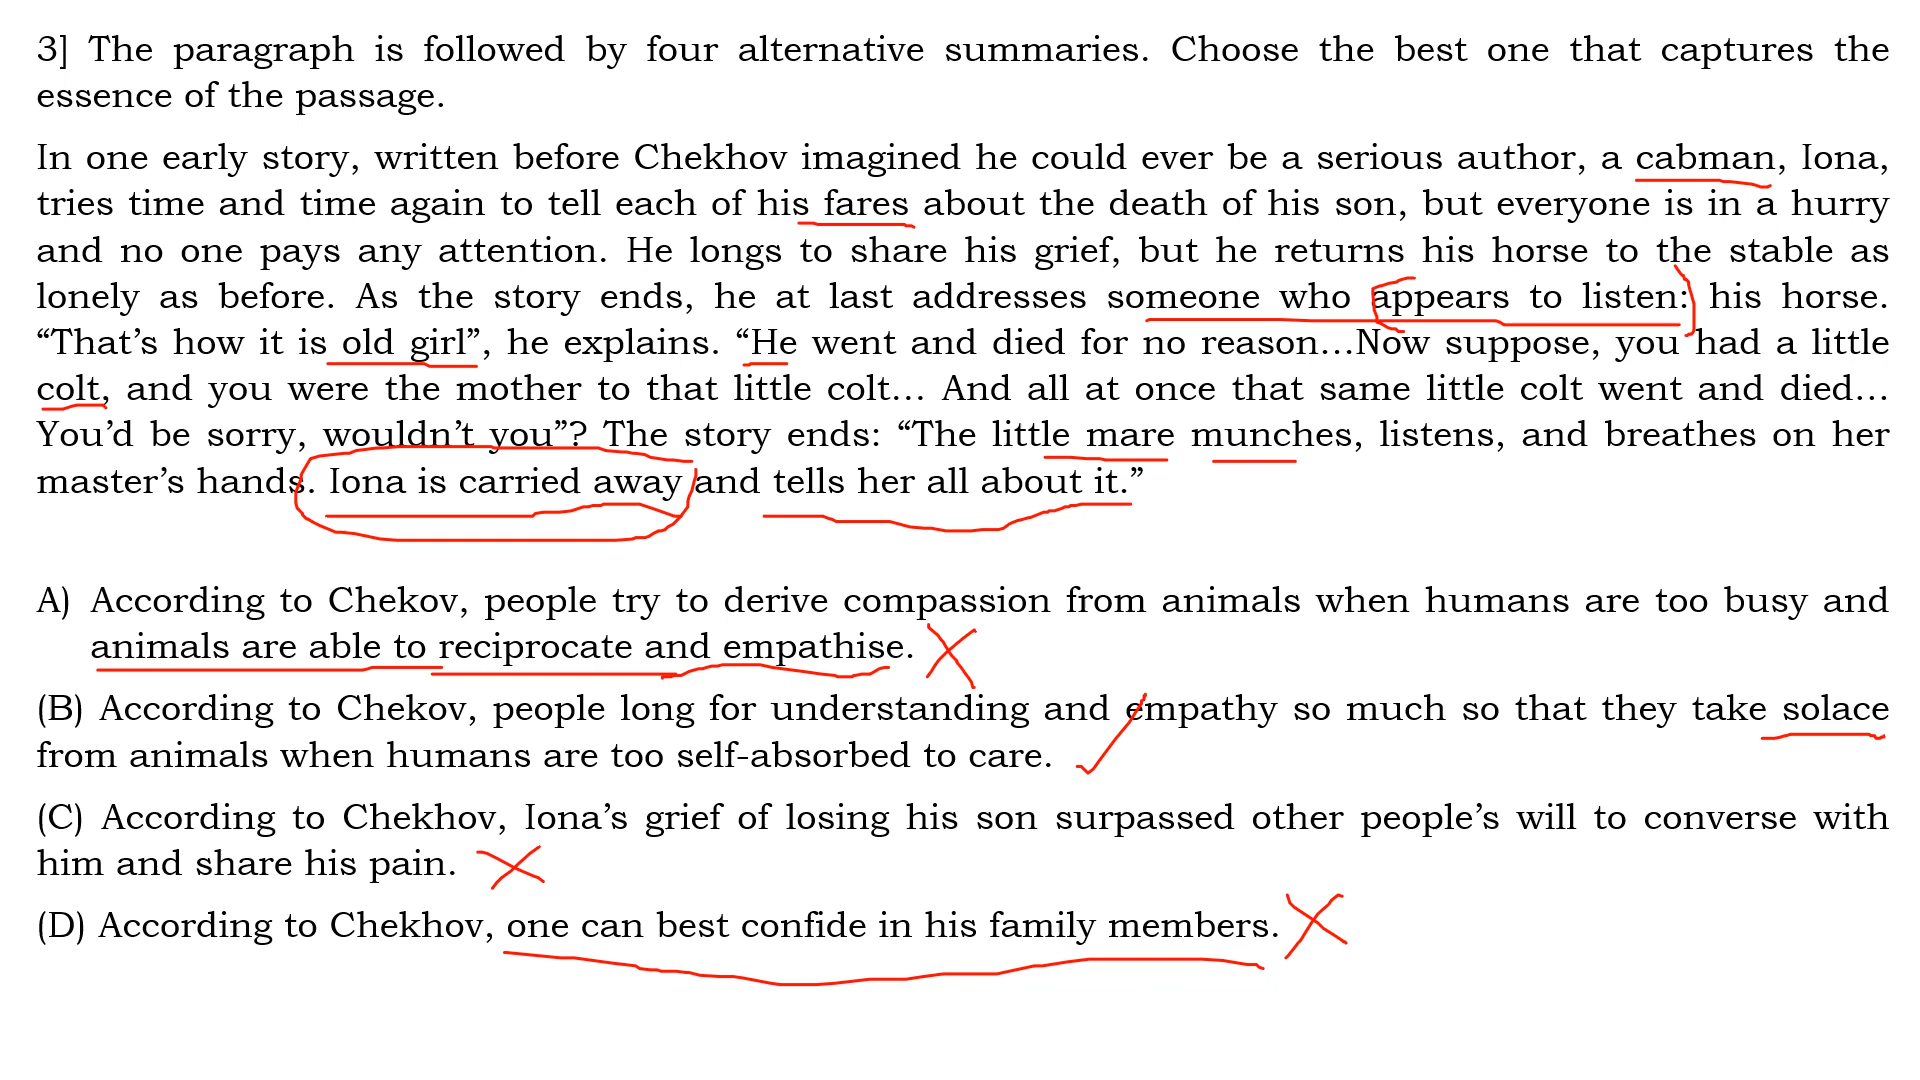 3] The paragraph is followed by four alternative summaries. Choose the best one that captures the
essence of the passage.
In one early story, written before Chekhov imagined he could ever be a serious author, a cabman, Iona,
tries time and time again to tell each of his fares about the death of his son, but everyone is in a hurry
and no one pays any attention. He longs to share his grief, but he returns his horse to the stable as
lonely as before. As the story ends, he at last addresses someone who appears to listen: his horse.
“That’s how it is old girl”, he explains. “He went and died for no reason…Now suppose, you had a little
colt, and you were the mother to that little colt… And all at once that same little colt went and died…
You’d be sorry, wouldn’t you”? The story ends: “The little mare munches, listens, and breathes on her
master’s hands. Iona is carried away and tells her all about it.”
A) According to Chekov, people try to derive compassion from animals when humans are too busy and
animals are able to reciprocate and empathise.
(B) According to Chekov, people long for understanding and empathy so much so that they take solace
from animals when humans are too self-absorbed to care.
(C) According to Chekhov, Iona’s grief of losing his son surpassed other people’s will to converse with
him and share his pain.
(D) According to Chekhov, one can best confide in his family members.